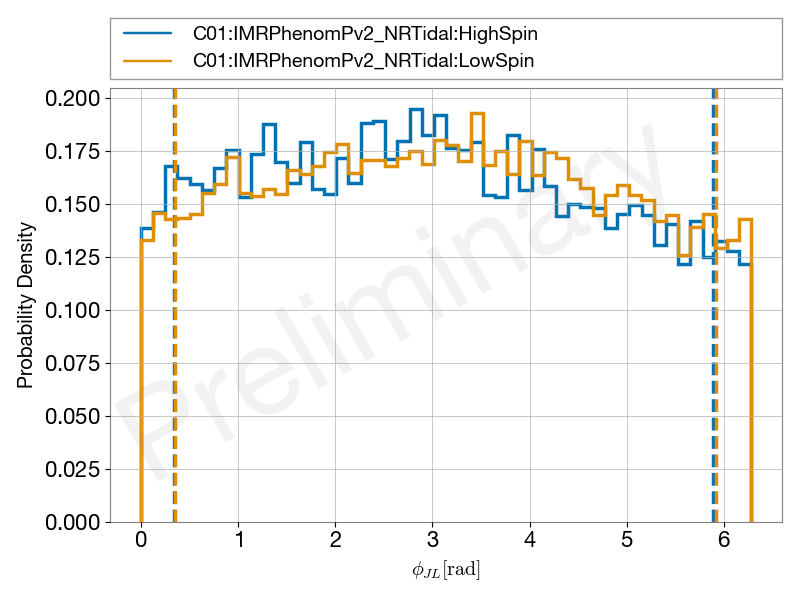 C01:IMRPhenomPv2_NRTidal:HighSpin
C01:IMRPhenomPv2_NRTidal:LowSpin
0.200
0.175
0.150
0.125
0.100
0.075
0.050
0.025
0.000
Probability Density
Preliminary
0 1 2 3 4 5 6
ϕJL[rad]